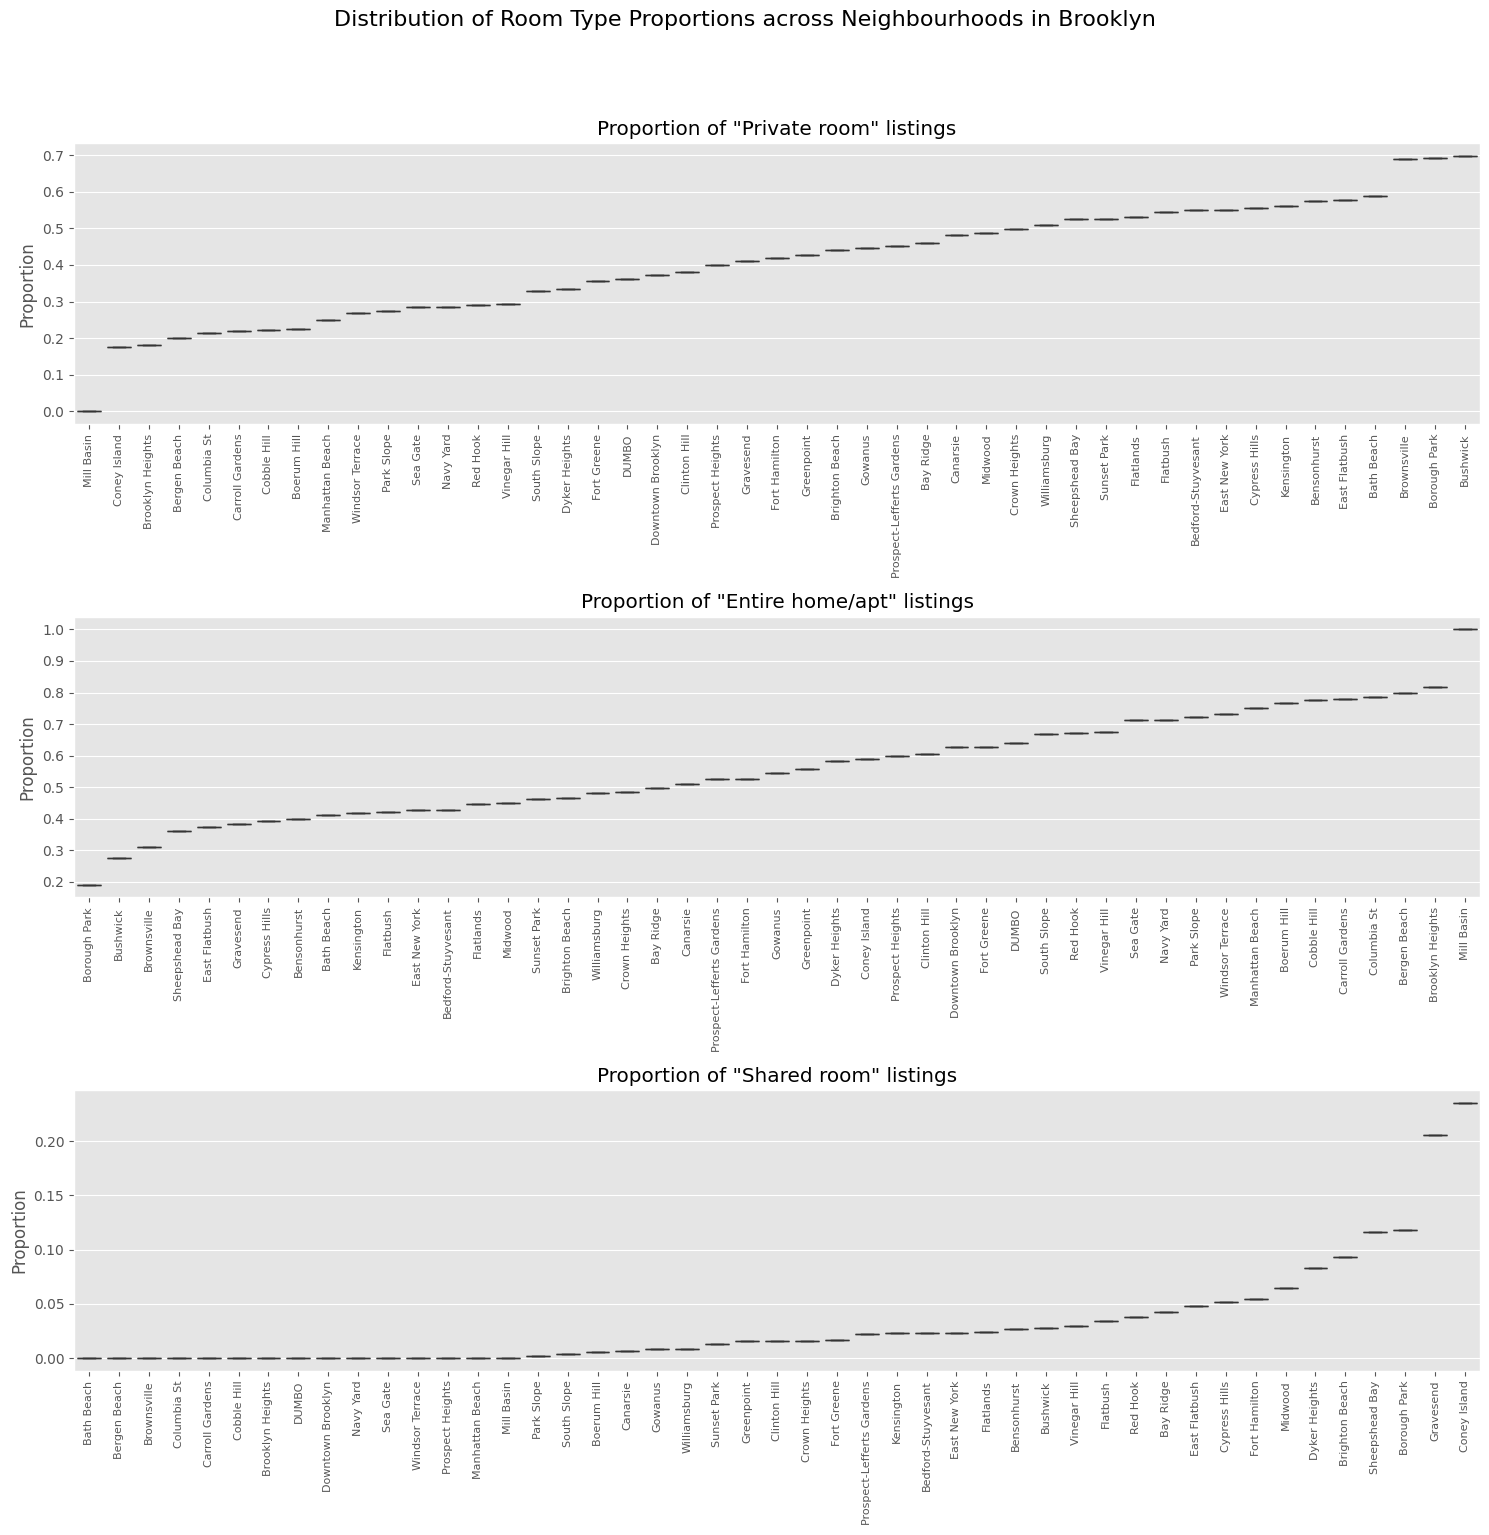 Distribution of Room Type Proportions across Neighbourhoods in Brooklyn
Proportion of "Private room" listings
Proportion
0.7
0.6
0.5
0.4
0.3
0.2
0.1
0.0
Mill Basin
Coney Island
Brooklyn Heights
Bergen Beach
Columbia St
Carroll Gardens
Cobble Hill
Boerum Hill
Manhattan Beach
Windsor Terrace
Park Slope
Sea Gate
Navy Yard
Red Hook
Vinegar Hill
South Slope
Dyker Heights
Fort Greene
DUMBO
Downtown Brooklyn
Clinton Hill
Prospect Heights
Gravesend
Fort Hamilton
Greenpoint
Brighton Beach
Gowanus
Prospect-Lefferts Gardens
Bay Ridge
Canarsie
Midwood
Crown Heights
Williamsburg
Sheepshead Bay
Sunset Park
Flatlands
Flatbush
Bedford-Stuyvesant
East New York
Cypress Hills
Kensington
Bensonhurst
East Flatbush
Bath Beach
Brownsville
Borough Park
Bushwick
Proportion of "Entire home/apt" listings
Proportion
1.0
0.9
0.8
0.7
0.6
0.5
0.4
0.3
0.2
Borough Park
Bushwick
Brownsville
Sheepshead Bay
East Flatbush
Gravesend
Cypress Hills
Bensonhurst
Bath Beach
Kensington
Flatbush
East New York
Bedford-Stuyvesant
Flatlands
Midwood
Sunset Park
Brighton Beach
Williamsburg
Crown Heights
Bay Ridge
Canarsie
Prospect-Lefferts Gardens
Fort Hamilton
Gowanus
Greenpoint
Dyker Heights
Coney Island
Prospect Heights
Clinton Hill
Downtown Brooklyn
Fort Greene
DUMBO
South Slope
Red Hook
Vinegar Hill
Sea Gate
Navy Yard
Park Slope
Windsor Terrace
Manhattan Beach
Boerum Hill
Cobble Hill
Carroll Gardens
Columbia St
Bergen Beach
Brooklyn Heights
Mill Basin
Proportion of "Shared room" listings
Proportion
0.20
0.15
0.10
0.05
0.00
Bath Beach
Bergen Beach
Brownsville
Columbia St
Carroll Gardens
Cobble Hill
Brooklyn Heights
DUMBO
Downtown Brooklyn
Navy Yard
Sea Gate
Windsor Terrace
Prospect Heights
Manhattan Beach
Mill Basin
Park Slope
South Slope
Boerum Hill
Canarsie
Gowanus
Williamsburg
Sunset Park
Greenpoint
Clinton Hill
Crown Heights
Fort Greene
Prospect-Lefferts Gardens
Kensington
Bedford-Stuyvesant
East New York
Flatlands
Bensonhurst
Bushwick
Vinegar Hill
Flatbush
Red Hook
Bay Ridge
East Flatbush
Cypress Hills
Fort Hamilton
Midwood
Dyker Heights
Brighton Beach
Sheepshead Bay
Borough Park
Gravesend
Coney Island